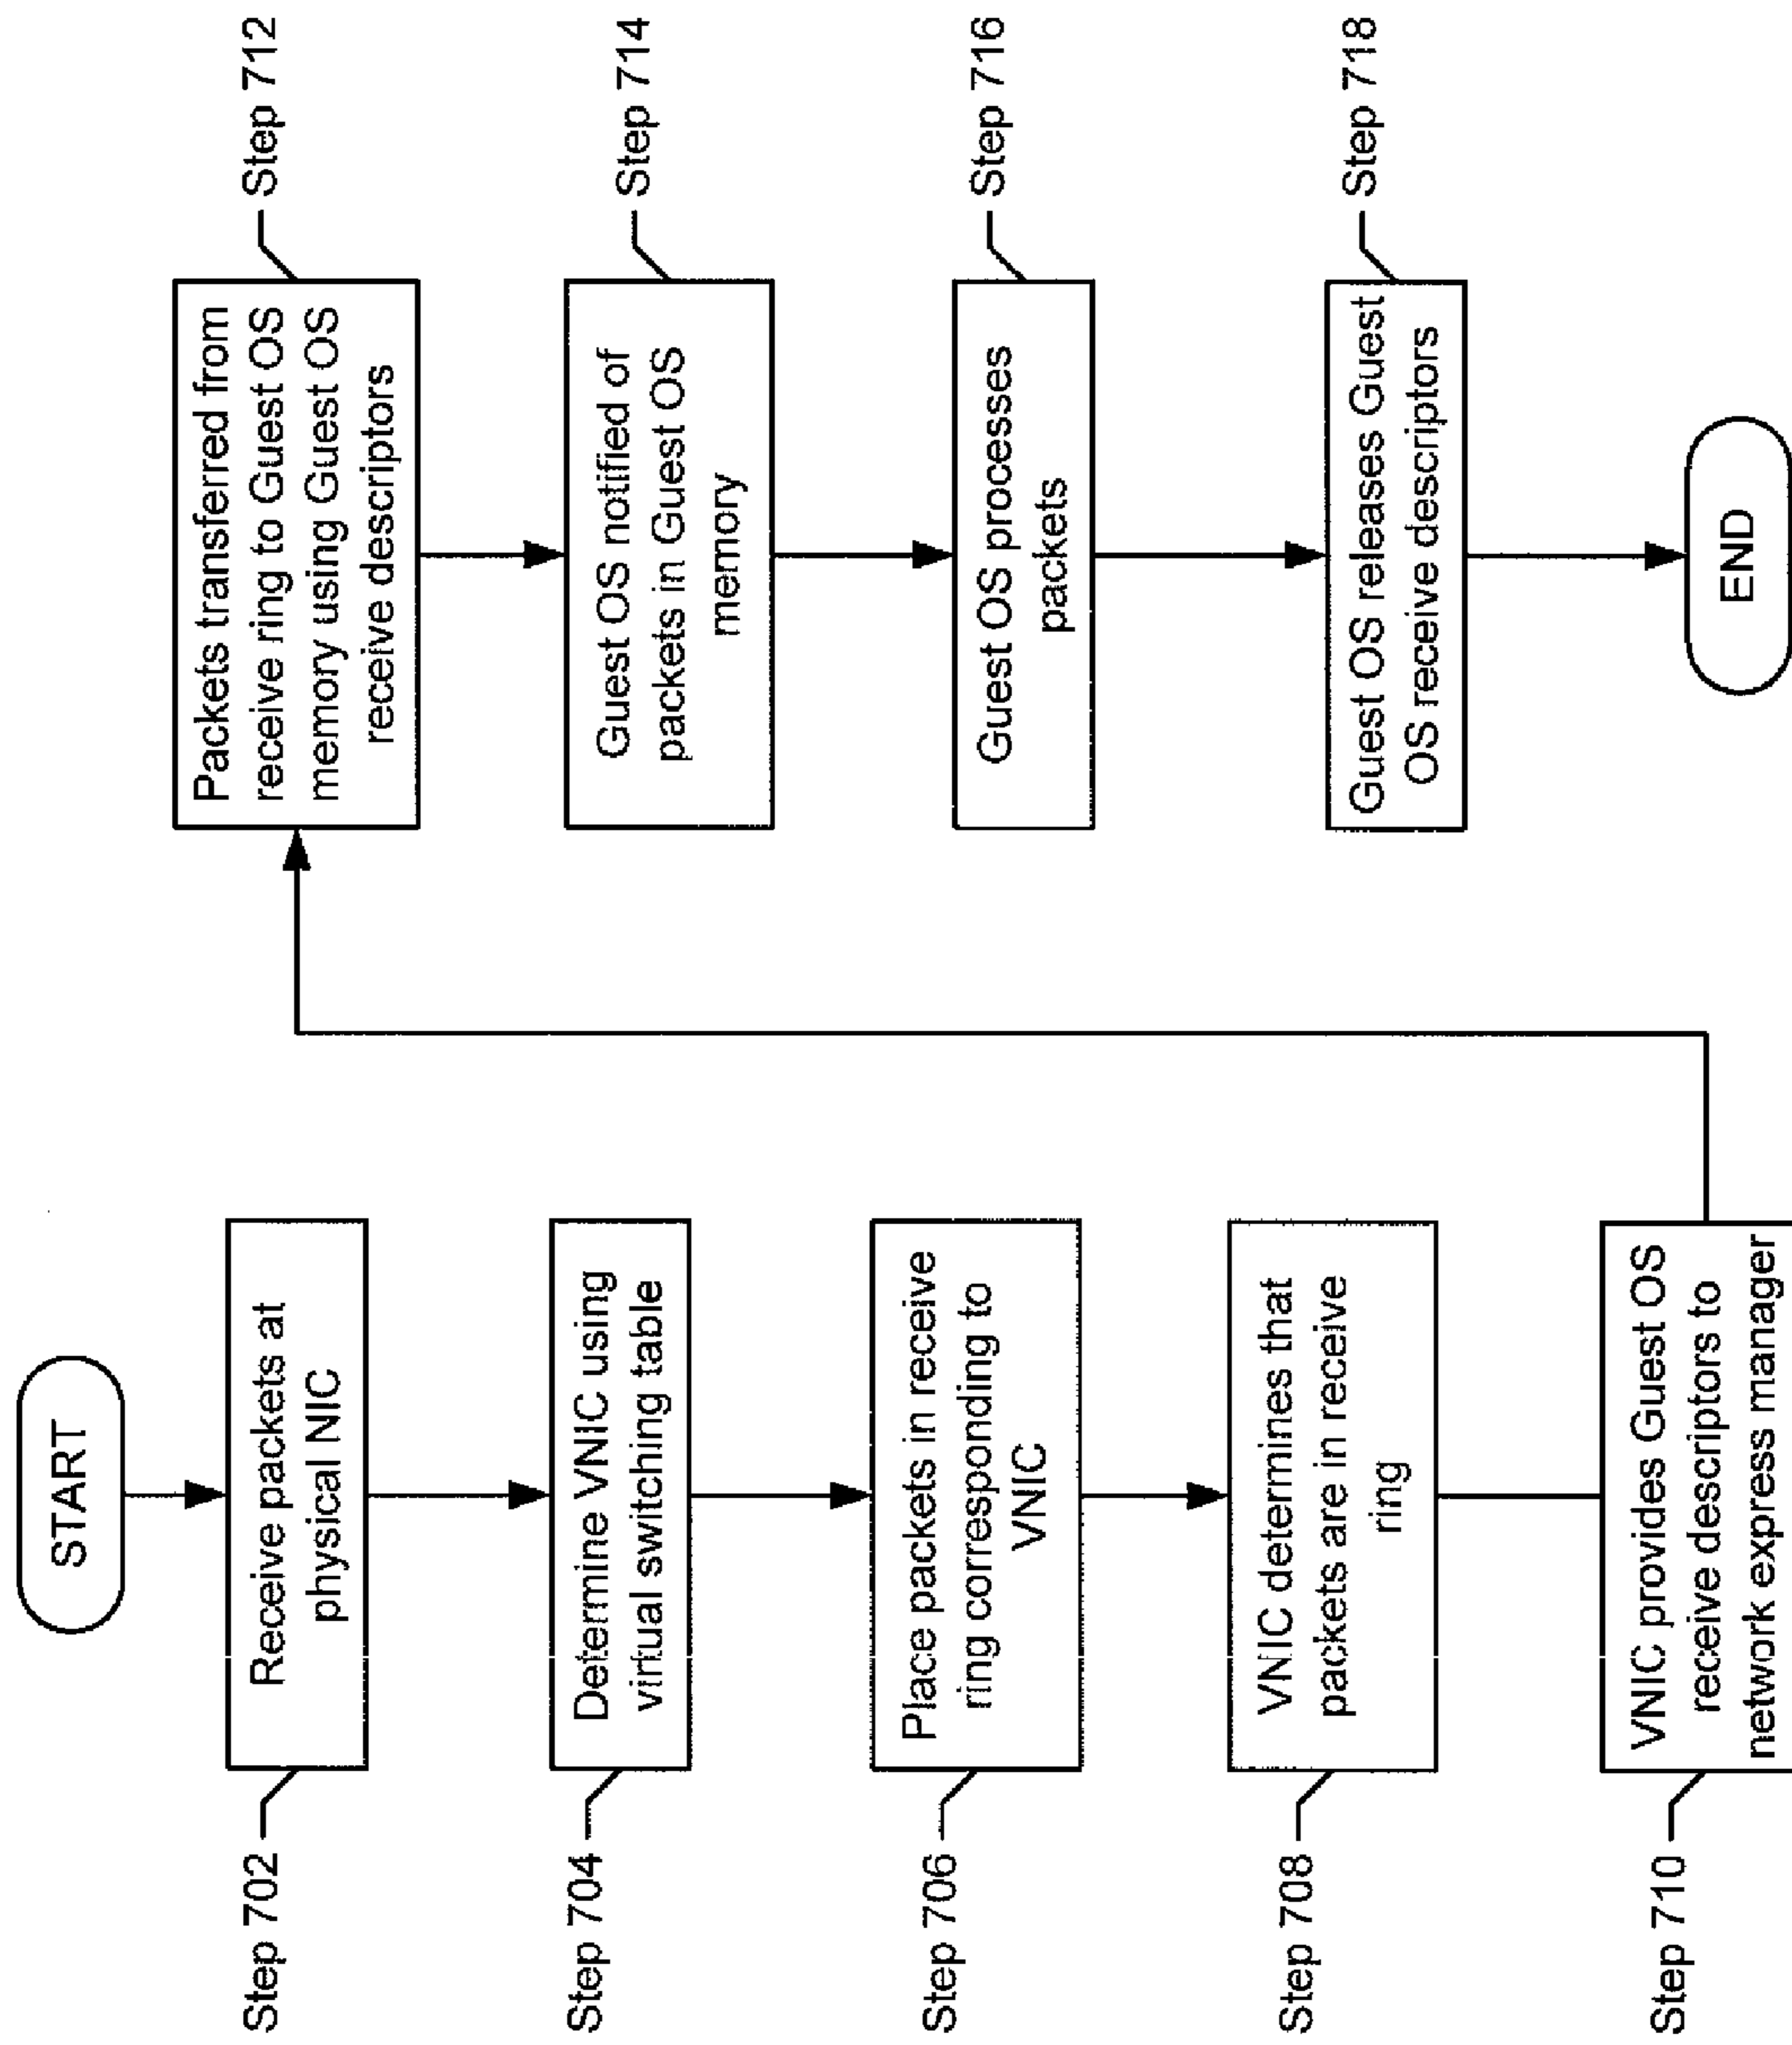 START
Step 702
Receive packets at
physical NIC
Step 704
Determine VNIC using
virtual switching table
Step 706
Place packets in receive
ring corresponding to
VNIC
Step 708
VNIC determines that
packets are in receive
ring
Step 710
VNIC provides Guest OS
receive descriptors to
network express manager
Step 712
Packets transferred from
receive ring to Guest OS
memory using Guest OS
receive descriptors
Step 714
Guest OS notified of
packets in Guest OS
memory
Step 716
Guest OS processes
packets
Step 718
Guest OS releases Guest
OS receive descriptors
END